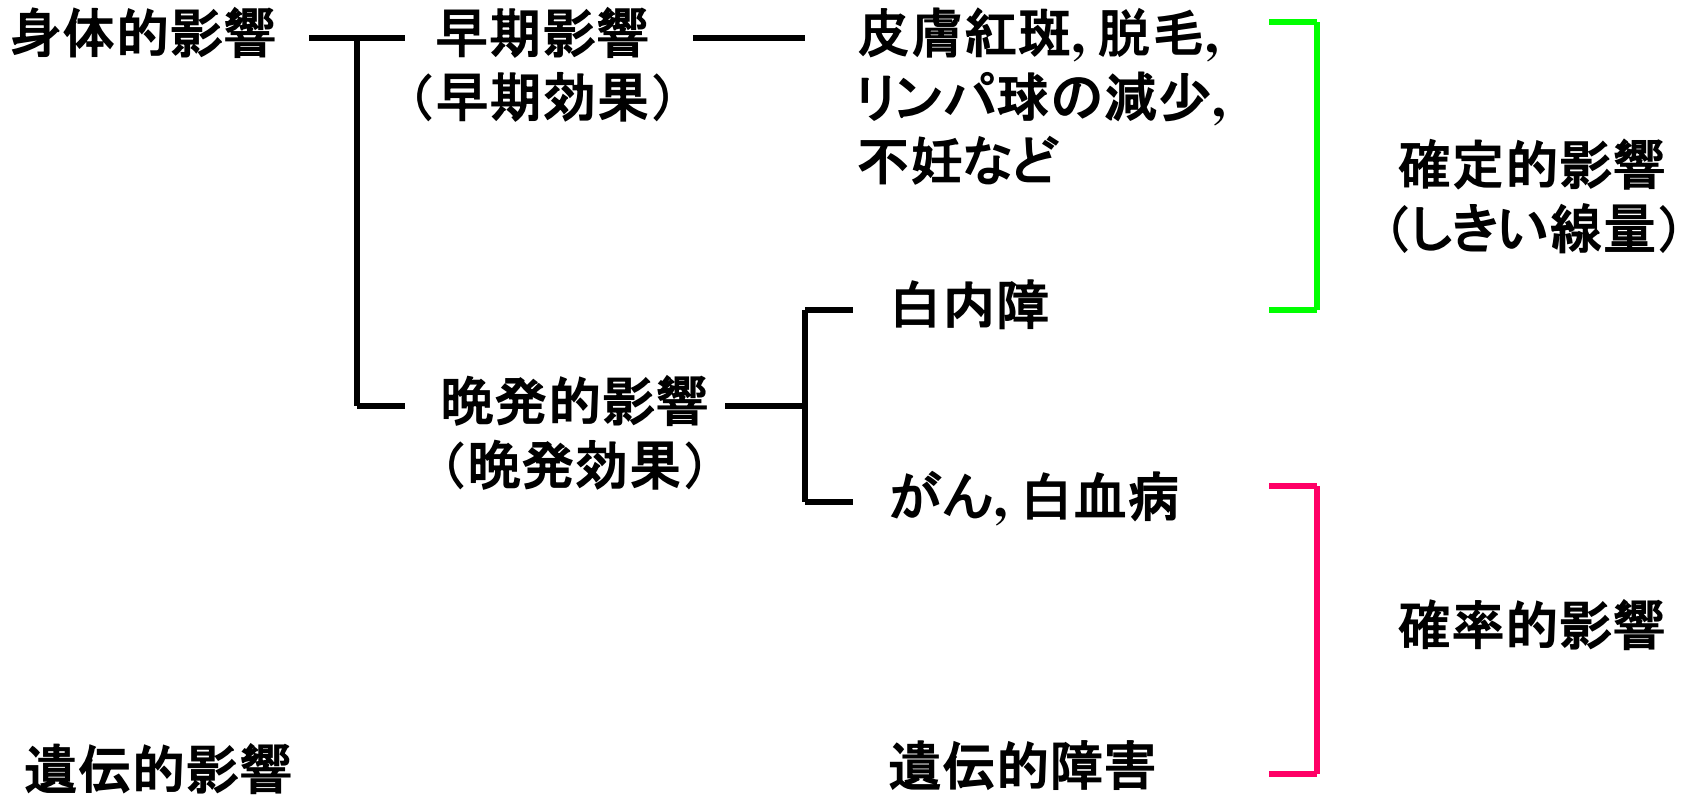 身体的影響
早期影響
(早期効果)
皮膚紅斑, 脱毛,
リンパ球の減少,
不妊など
確定的影響
(しきい線量)
白内障
晩発的影響
(晩発効果)
がん, 白血病
確率的影響
遺伝的影響
遺伝的障害